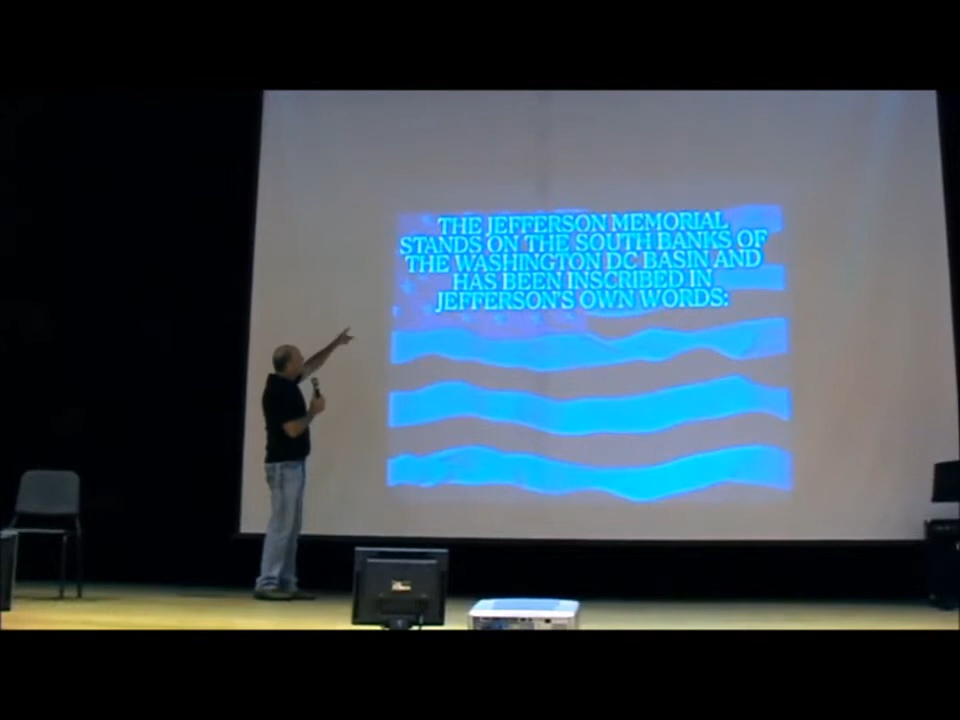 THE JEFFERSON MEMORIAL
STANDS ON THE SOUTH BANKS OF
THE WASHINGTON DC BASIN AND
HAS BEEN INSCRIBED IN
JEFFERSON'S OWN WORDS: